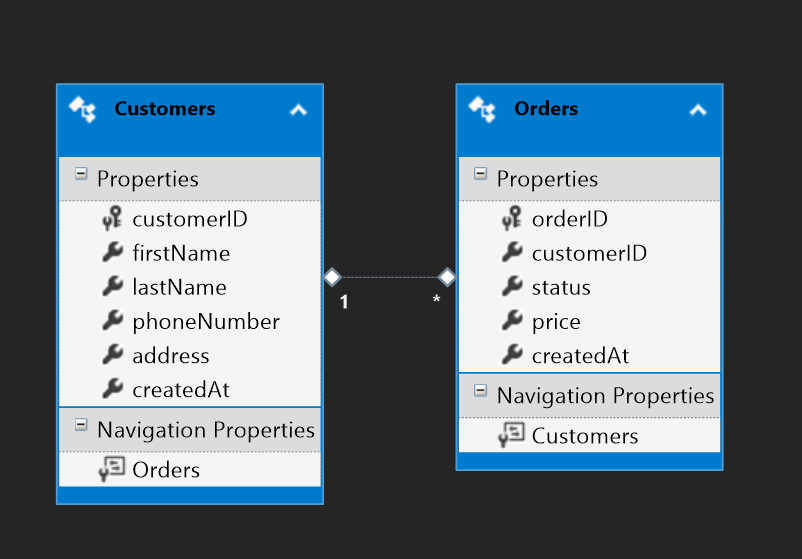 Customers
Properties
customerID
firstName
lastName
phoneNumber
address
createdAt
Navigation Properties
Orders
1
*
Orders
Properties
orderID
customerID
status
price
createdAt
Navigation Properties
Customers